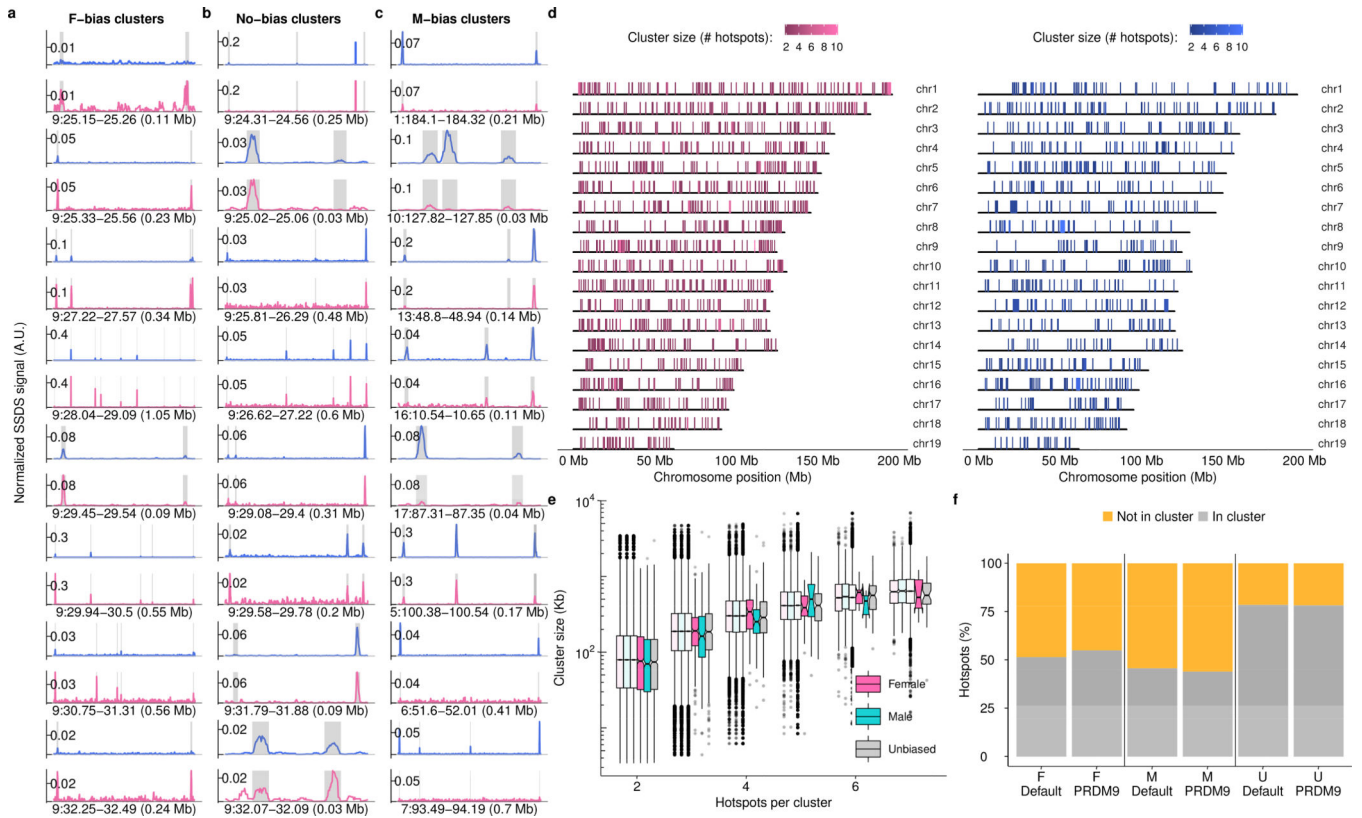 a
F−bias clusters
0.01
0.01
9:25.15−25.26 (0.11 Mb)
0.05
0.05
9:25.33−25.56 (0.23 Mb)
0.1
0.1
9:27.22−27.57 (0.34 Mb)
0.4
0.4
9:28.04−29.09 (1.05 Mb)
0.08
0.08
9:29.45−29.54 (0.09 Mb)
0.3
0.3
9:29.94−30.5 (0.55 Mb)
0.03
0.03
9:30.75−31.31 (0.56 Mb)
0.02
0.02
9:32.25−32.49 (0.24 Mb)
Normalized SSDS signal (A.U.)
b
No−bias clusters
0.2
0.2
9:24.31−24.56 (0.25 Mb)
0.03
0.03
9:25.02−25.06 (0.03 Mb)
0.03
0.03
9:25.81−26.29 (0.48 Mb)
0.05
0.05
9:26.62−27.22 (0.6 Mb)
0.06
0.06
9:29.08−29.4 (0.31 Mb)
0.02
0.02
9:29.58−29.78 (0.2 Mb)
0.06
0.06
9:31.79−31.88 (0.09 Mb)
0.02
0.02
9:32.07−32.09 (0.03 Mb)
c
M−bias clusters
0.07
0.07
1:184.1−184.32 (0.21 Mb)
0.1
0.1
10:127.82−127.85 (0.03 Mb)
0.2
0.2
13:48.8−48.94 (0.14 Mb)
0.04
0.04
16:10.54−10.65 (0.11 Mb)
0.08
0.08
17:87.31−87.35 (0.04 Mb)
0.3
0.3
5:100.38−100.54 (0.17 Mb)
0.04
0.04
6:51.6−52.01 (0.41 Mb)
0.05
0.05
7:93.49−94.19 (0.7 Mb)
d
Cluster size (# hotspots):
2 4 6 8 10
chr1
chr2
chr3
chr4
chr5
chr6
chr7
chr8
chr9
chr10
chr11
chr12
chr13
chr14
chr15
chr16
chr17
chr18
chr19
0 Mb 50 Mb 100 Mb 150 Mb 200 Mb
Chromosome position (Mb)
Cluster size (# hotspots):
2 4 6 8 10
chr1
chr2
chr3
chr4
chr5
chr6
chr7
chr8
chr9
chr10
chr11
chr12
chr13
chr14
chr15
chr16
chr17
chr18
chr19
0 Mb 50 Mb 100 Mb 150 Mb 200 Mb
Chromosome position (Mb)
e
10⁴
10²
Cluster size (Kb)
Female
Male
Unbiased
2 4 6
Hotspots per cluster
f
Not in cluster
In cluster
100
75
50
25
0
Hotspots (%)
F F M M U U
Default PRDM9 Default PRDM9 Default PRDM9